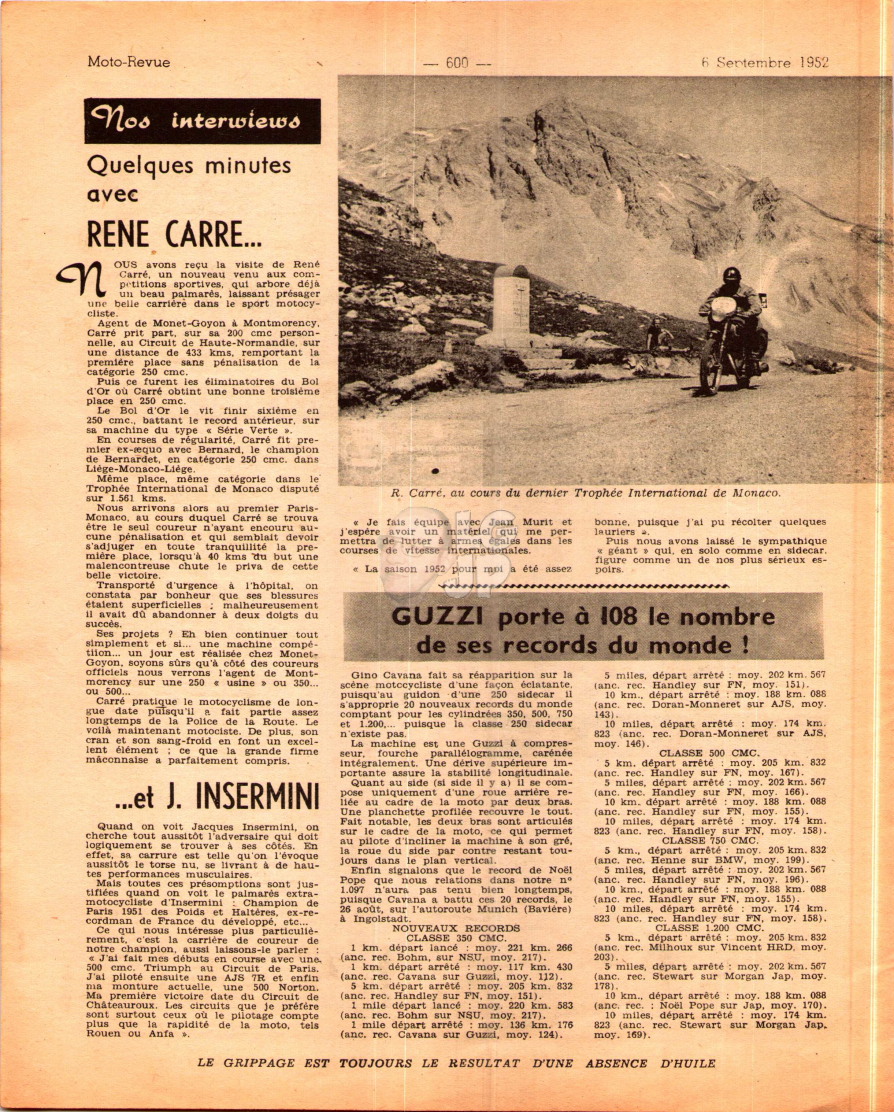 Moto-Revue
— 600 —
6 Septembre 1952
Nos interwiews
Quelques minutes
avec
RENE CARRE...
NOUS avons reçu la visite de René
Carré, un nouveau venu aux com-
pétitions sportives, qui arbore déjà
un beau palmarès, laissant présager
une belle carrière dans le sport motocy-
cliste.
Agent de Monet-Goyon à Montmorency,
Carré prit part, sur sa 200 cmc person-
nelle, au Circuit de Haute-Normandie, sur
une distance de 433 kms, remportant la
première place sans pénalisation de la
catégorie 250 cmc.
Puis ce furent les éliminatoires du Bol
d'Or où Carré obtint une bonne troisième
place en 250 cmc.
Le Bol d'Or le vit finir sixième en
250 cmc., battant le record antérieur, sur
sa machine du type « Série Verte ».
En courses de régularité, Carré fit pre-
mier ex-æquo avec Bernard, le champion
de Bernardet, en catégorie 250 cmc. dans
Liége-Monaco-Liége.
Même place, même catégorie dans le
Trophée International de Monaco disputé
sur 1.561 kms.
Nous arrivons alors au premier Paris-
Monaco, au cours duquel Carré se trouva
être le seul coureur n'ayant encouru au-
cune pénalisation et qui semblait devoir
s'adjuger en toute tranquillité la pre-
mière place, lorsqu'à 40 kms du but une
malencontreuse chute le priva de cette
belle victoire.
Transporté d'urgence à l'hôpital, on
constata par bonheur que ses blessures
étaient superficielles ; malheureusement
il avait dû abandonner à deux doigts du
succès.
Ses projets ? Eh bien continuer tout
simplement et si... une machine compé-
tiion... un jour est réalisée chez Monet-
Goyon, soyons sûrs qu'à côté des coureurs
officiels nous verrons l'agent de Mont-
morency sur une 250 « usine » ou 350...
ou 500...
Carré pratique le motocyclisme de lon-
gue date puisqu'il a fait partie assez
longtemps de la Police de la Route. Le
voilà maintenant motociste. De plus, son
cran et son sang-froid en font un excel-
lent élément ; ce que la grande firme
mâconnaise a parfaitement compris.
...et J. INSERMINI
Quand on voit Jacques Insermini, on
cherche tout aussitôt l'adversaire qui doit
logiquement se trouver à ses côtés. En
effet, sa carrure est telle qu'on l'évoque
aussitôt le torse nu, se livrant à de hau-
tes performances musculaires.
Mais toutes ces présomptions sont jus-
tifiées quand on voit le palmarès extra-
motocycliste d'Insermini : Champion de
Paris 1951 des Poids et Haltères, ex-re-
cordman de France du développé, etc...
Ce qui nous intéresse plus particuliè-
rement, c'est la carrière de coureur de
notre champion, aussi laissons-le parler :
« J'ai fait mes débuts en course avec une
500 cmc. Triumph au Circuit de Paris.
J'ai piloté ensuite une AJS 7R et enfin
ma monture actuelle, une 500 Norton.
Ma première victoire date du Circuit de
Châteauroux. Les circuits que je préfère
sont surtout ceux où le pilotage compte
plus que la rapidité de la moto, tels
Rouen ou Anfa ».
R. Carré, au cours du dernier Trophée International de Monaco.
« Je fais équipe avec Jean Murit et
j'espère avoir un matériel qui me per-
mettra de lutter à armes égales dans les
courses de vitesse internationales.
« La saison 1952 pour moi a été assez
bonne, puisque j'ai pu récolter quelques
lauriers ».
Puis nous avons laissé le sympathique
« géant » qui, en solo comme en sidecar,
figure comme un de nos plus sérieux es-
poirs.
GUZZI porte à 108 le nombre
de ses records du monde !
Gino Cavana fait sa réapparition sur la
scène motocycliste d'une façon éclatante,
puisqu'au guidon d'une 250 sidecar il
s'approprie 20 nouveaux records du monde
comptant pour les cylindrées 350, 500, 750
et 1.200,... puisque la classe 250 sidecar
n'existe pas.
La machine est une Guzzi à compres-
seur, fourche parallélogramme, carénée
intégralement. Une dérive supérieure im-
portante assure la stabilité longitudinale.
Quant au side (si side il y a) il se com-
pose uniquement d'une roue arrière re-
liée au cadre de la moto par deux bras.
Une planchette profilée recouvre le tout.
Fait notable, les deux bras sont articulés
sur le cadre de la moto, ce qui permet
au pilote d'incliner la machine à son gré,
la roue du side par contre restant tou-
jours dans le plan vertical.
Enfin signalons que le record de Noël
Pope que nous relations dans notre n°
1.097 n'aura pas tenu bien longtemps,
puisque Cavana a battu ces 20 records, le
26 août, sur l'autoroute Munich (Bavière)
à Ingolstadt.
NOUVEAUX RECORDS
CLASSE 350 CMC.
1 km. départ lancé : moy. 221 km. 266
(anc. rec. Bohm, sur NSU, moy. 217).
1 km. départ arrêté : moy. 117 km. 430
(anc. rec. Cavana sur Guzzi, moy. 112).
5 km. départ arrêté : moy. 205 km. 832
(anc. rec. Handley sur FN, moy. 151).
1 mile départ lancé : moy. 220 km. 583
(anc. rec. Bohm sur NSU, moy. 217).
1 mile départ arrêté : moy. 136 km. 176
(anc. rec. Cavana sur Guzzi, moy. 124).
5 miles, départ arrêté : moy. 202 km. 567
(anc. rec. Handley sur FN, moy. 151).
10 km. départ arrêté : moy. 188 km. 088
(anc. rec. Doran-Monneret sur AJS, moy.
143).
10 miles, départ arrêté : moy. 174 km.
823 (anc. rec. Doran-Monneret sur AJS,
moy. 146).
CLASSE 500 CMC.
5 km. départ arrêté : moy. 205 km. 832
(anc. rec. Handley sur FN, moy. 167).
5 miles, départ arrêté : moy. 202 km. 567
(anc. rec. Handley sur FN, moy. 166).
10 km. départ arrêté : moy. 188 km. 088
(anc. rec. Handley sur FN, moy. 155).
10 miles, départ arrêté : moy. 174 km.
823 (anc. rec. Handley sur FN, moy. 158).
CLASSE 750 CMC.
5 km., départ arrêté : moy. 205 km. 832
(anc. rec. Henne sur BMW, moy. 199).
5 miles, départ arrêté : moy. 202 km. 567
(anc. rec. Handley sur FN, moy. 196).
10 km., départ arrêté : moy. 188 km. 088
(anc. rec. Handley sur FN, moy. 155).
10 miles, départ arrêté : moy. 174 km.
823 (anc. rec. Handley sur FN, moy. 158).
CLASSE 1.200 CMC.
5 km., départ arrêté : moy. 205 km. 832
(anc. rec. Milhoux sur Vincent HRD, moy.
203).
5 miles, départ arrêté : moy. 202 km. 567
(anc. rec. Stewart sur Morgan Jap, moy.
178).
10 km., départ arrêté : moy. 188 km. 088
(anc. rec. : Noël Pope sur Jap, moy. 170).
10 miles, départ arrêté : moy. 174 km.
823 (anc. rec. Stewart sur Morgan Jap,
moy. 169).
LE GRIPPAGE EST TOUJOURS LE RESULTAT D'UNE ABSENCE D'HUILE